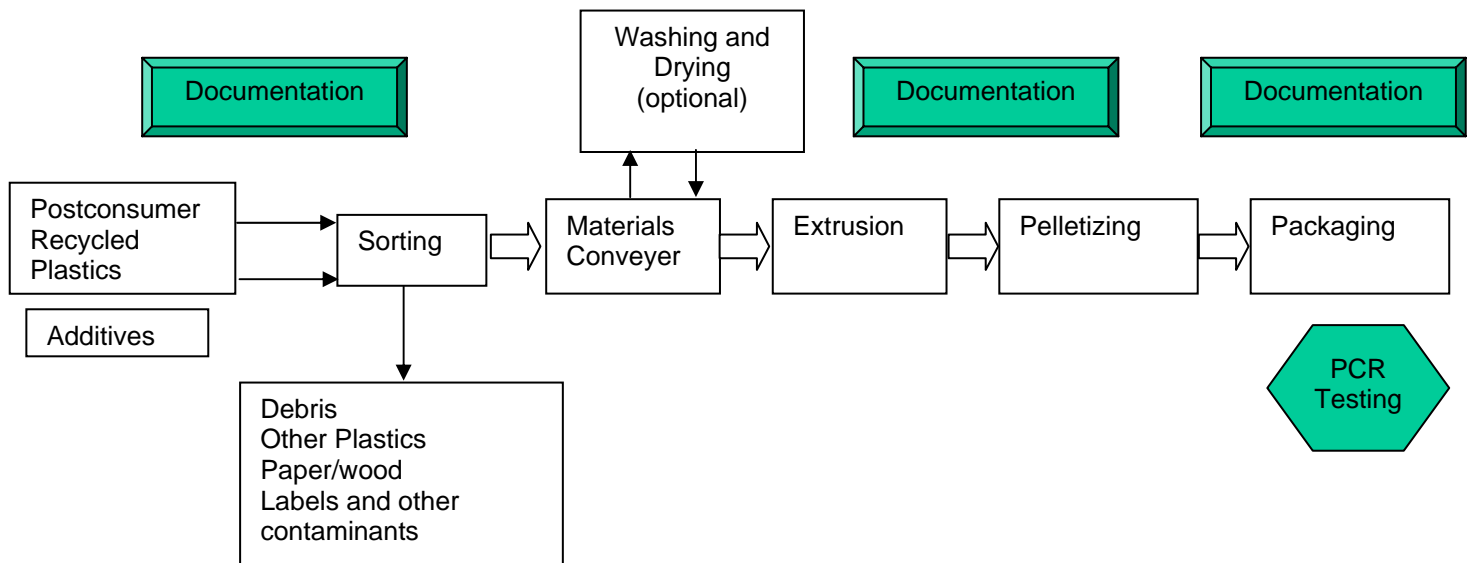 Documentation
Washing and
Drying
(optional)
Documentation
Documentation
Postconsumer
Recycled
Plastics
Sorting
Materials
Conveyer
Extrusion
Pelletizing
Packaging
Additives
Debris
Other Plastics
Paper/wood
Labels and other
contaminants
PCR
Testing